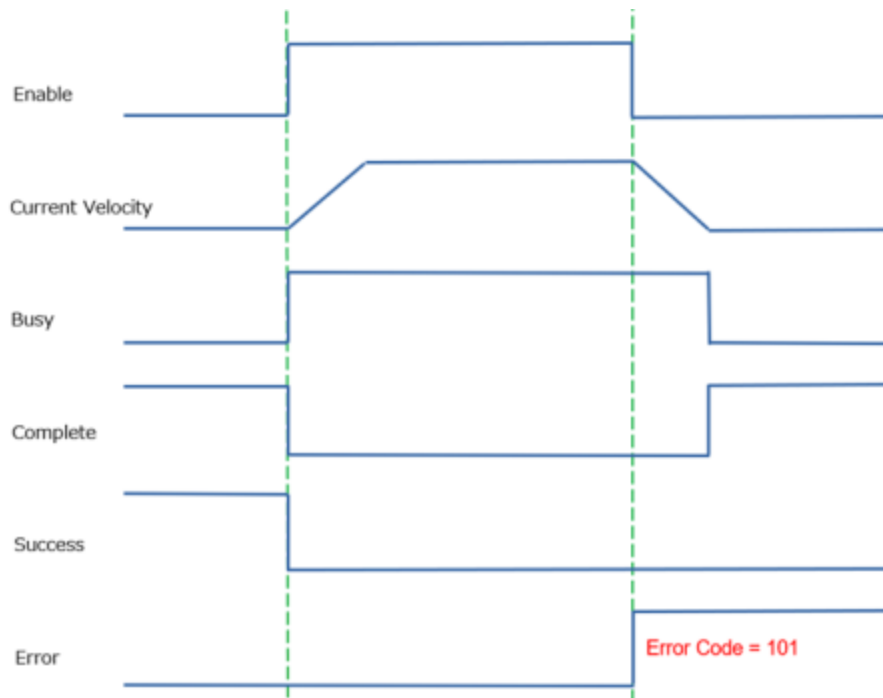 Enable
Current Velocity
Busy
Complete
Success
Error Code = 101
Error